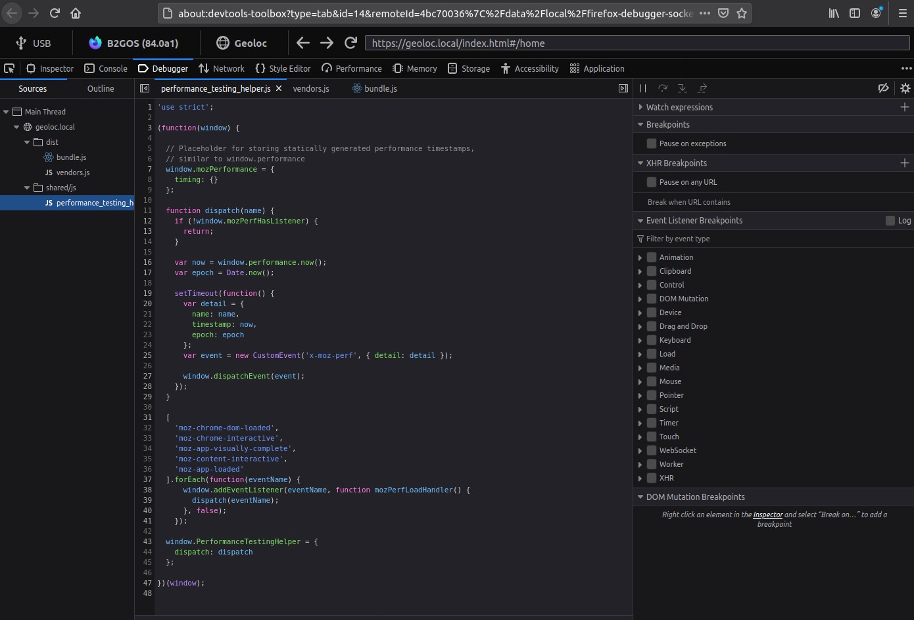 about:devtools-toolbox?type=tab&id=14&remoteId=4bc70036%7C%2Fdata%2Flocal%2Ffirefox-debugger-socke
USB B2GOS (84.0a1) Geoloc https://geoloc.local/index.html#/home
Inspector Console Debugger Network {} Style Editor Performance Memory Storage Accessibility Application
Sources Outline performance_testing_helper.js vendors.js bundle.js
Main Thread
geoloc.local
dist
bundle.js
JS vendors.js
shared/js
JS performance_testing_h
1 'use strict';
2
3 (function(window) {
4
5 // Placeholder for storing statically generated performance timestamps,
6 // similar to window.performance
7 window.mozPerformance = {
8 timing: {}
9 };
10
11 function dispatch(name) {
12 if (!window.mozPerfHasListener) {
13 return;
14 }
15
16 var now = window.performance.now();
17 var epoch = Date.now();
18
19 setTimeout(function() {
20 var detail = {
21 name: name,
22 timestamp: now,
23 epoch: epoch
24 };
25 var event = new CustomEvent('x-moz-perf', { detail: detail });
26
27 window.dispatchEvent(event);
28 });
29 }
30
31 [
32 'moz-chrome-dom-loaded',
33 'moz-chrome-interactive',
34 'moz-app-visually-complete',
35 'moz-content-interactive',
36 'moz-app-loaded'
37 ].forEach(function(eventName) {
38 window.addEventListener(eventName, function mozPerfLoadHandler() {
39 dispatch(eventName);
40 }, false);
41 });
42
43 window.PerformanceTestingHelper = {
44 dispatch: dispatch
45 };
46
47 })(window);
48
Watch expressions
Breakpoints
Pause on exceptions
XHR Breakpoints
Pause on any URL
Break when URL contains
Event Listener Breakpoints Log
Filter by event type
Animation
Clipboard
Control
DOM Mutation
Device
Drag and Drop
Keyboard
Load
Media
Mouse
Pointer
Script
Timer
Touch
WebSocket
Worker
XHR
DOM Mutation Breakpoints
Right click an element in the Inspector and select "Break on…" to add a
breakpoint